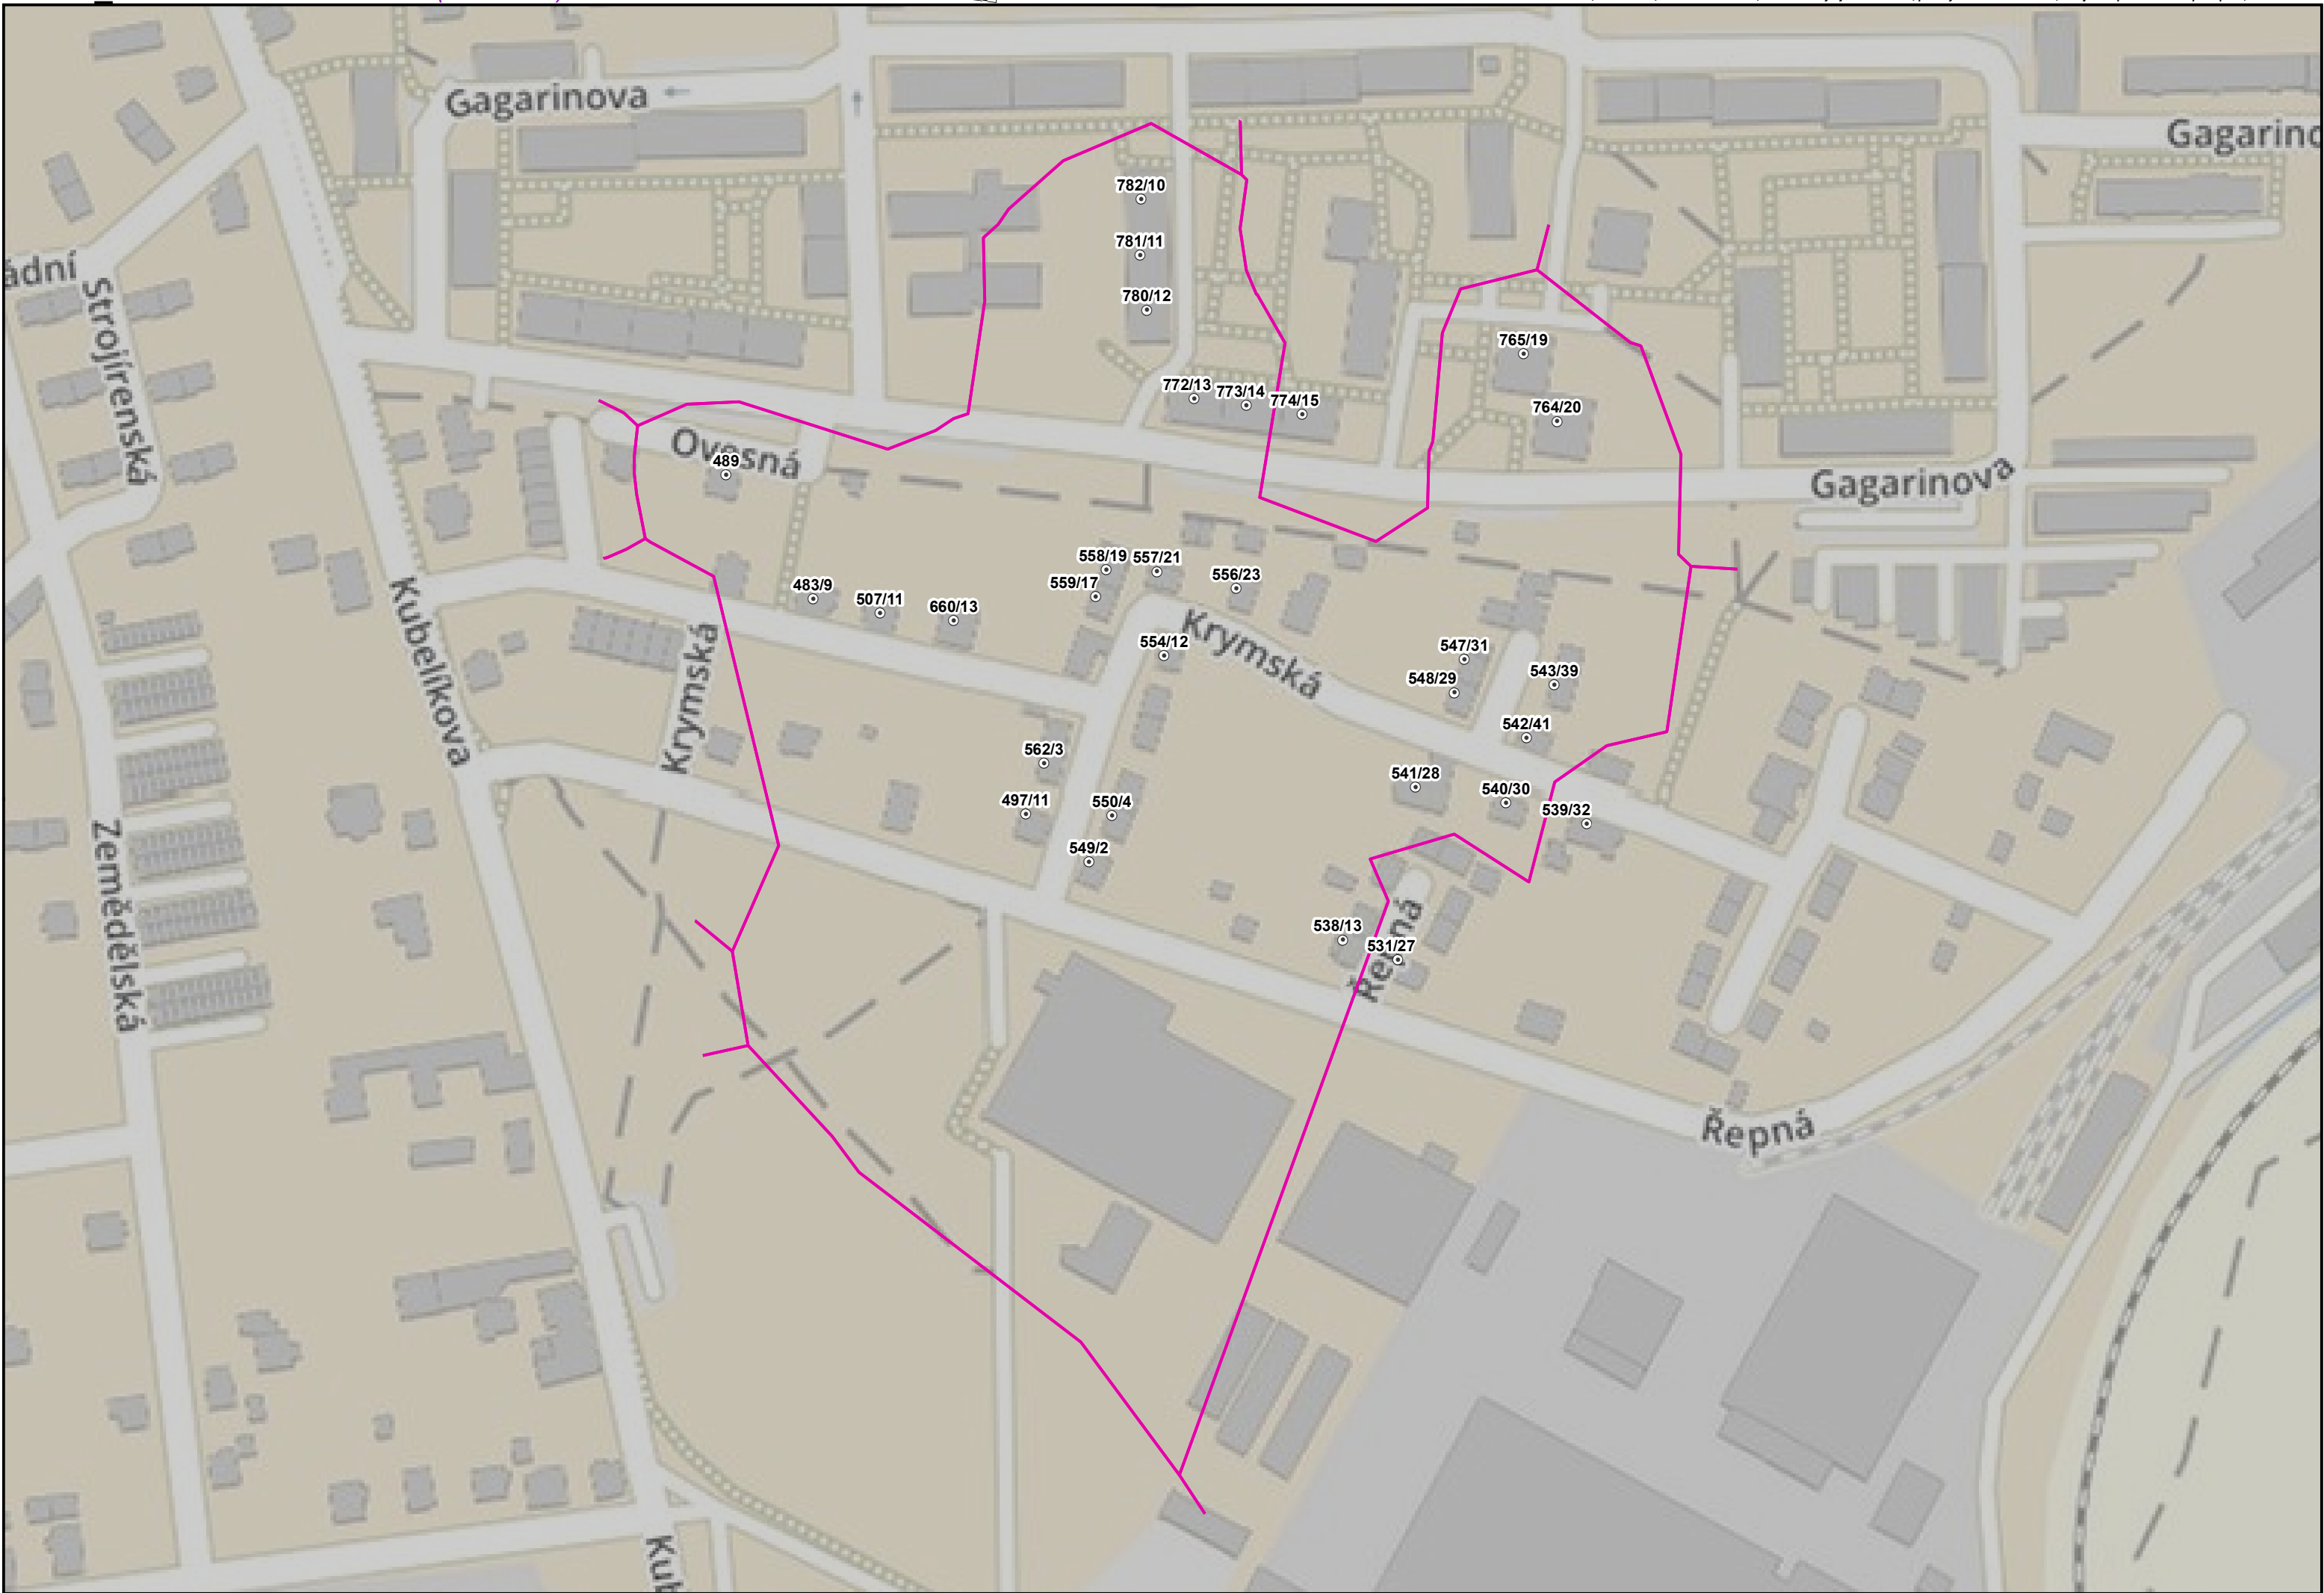 Gagarinova
Gagarino
782/10
781/11
ádní
780/12
Strojírenská
765/19
772/13
773/14
774/15
764/20
Ovesná
489
Gagarinova
558/19
557/21
559/17
556/23
483/9
507/11
660/13
Kubelíkova
Krymská
554/12
Krymská
547/31
548/29
543/39
542/41
562/3
541/28
540/30
539/32
497/11
550/4
549/2
Zemědělská
538/13
531/27
Řepná
Řepná
Kub